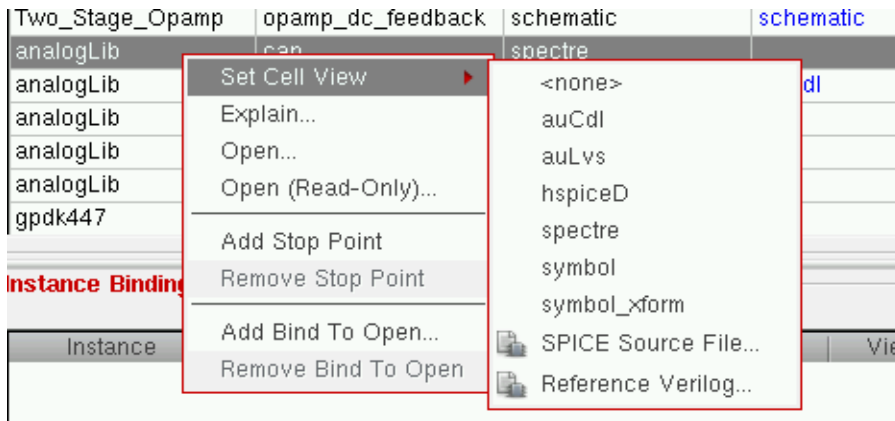 Two_Stage_Opamp opamp_dc_feedback schematic schematic
analogLib cap spectre
analogLib dl
analogLib
analogLib
analogLib
gpdk447
Set Cell View
Explain...
Open...
Open (Read-Only)...
Add Stop Point
Remove Stop Point
Add Bind To Open...
Remove Bind To Open
<none>
auCdl
auLvs
hspiceD
spectre
symbol
symbol_xform
SPICE Source File...
Reference Verilog...
Instance Binding
Instance Vie